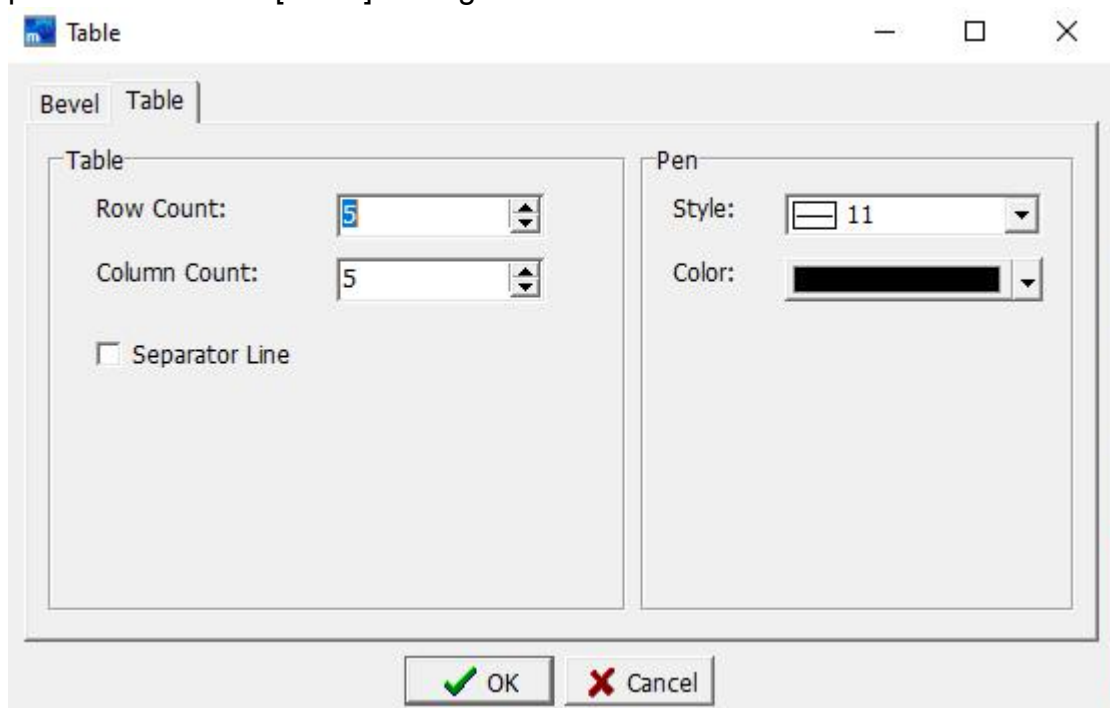 Table
Bevel Table
Table
Row Count: 5
Column Count: 5
Separator Line
Pen
Style: 11
Color:
OK Cancel